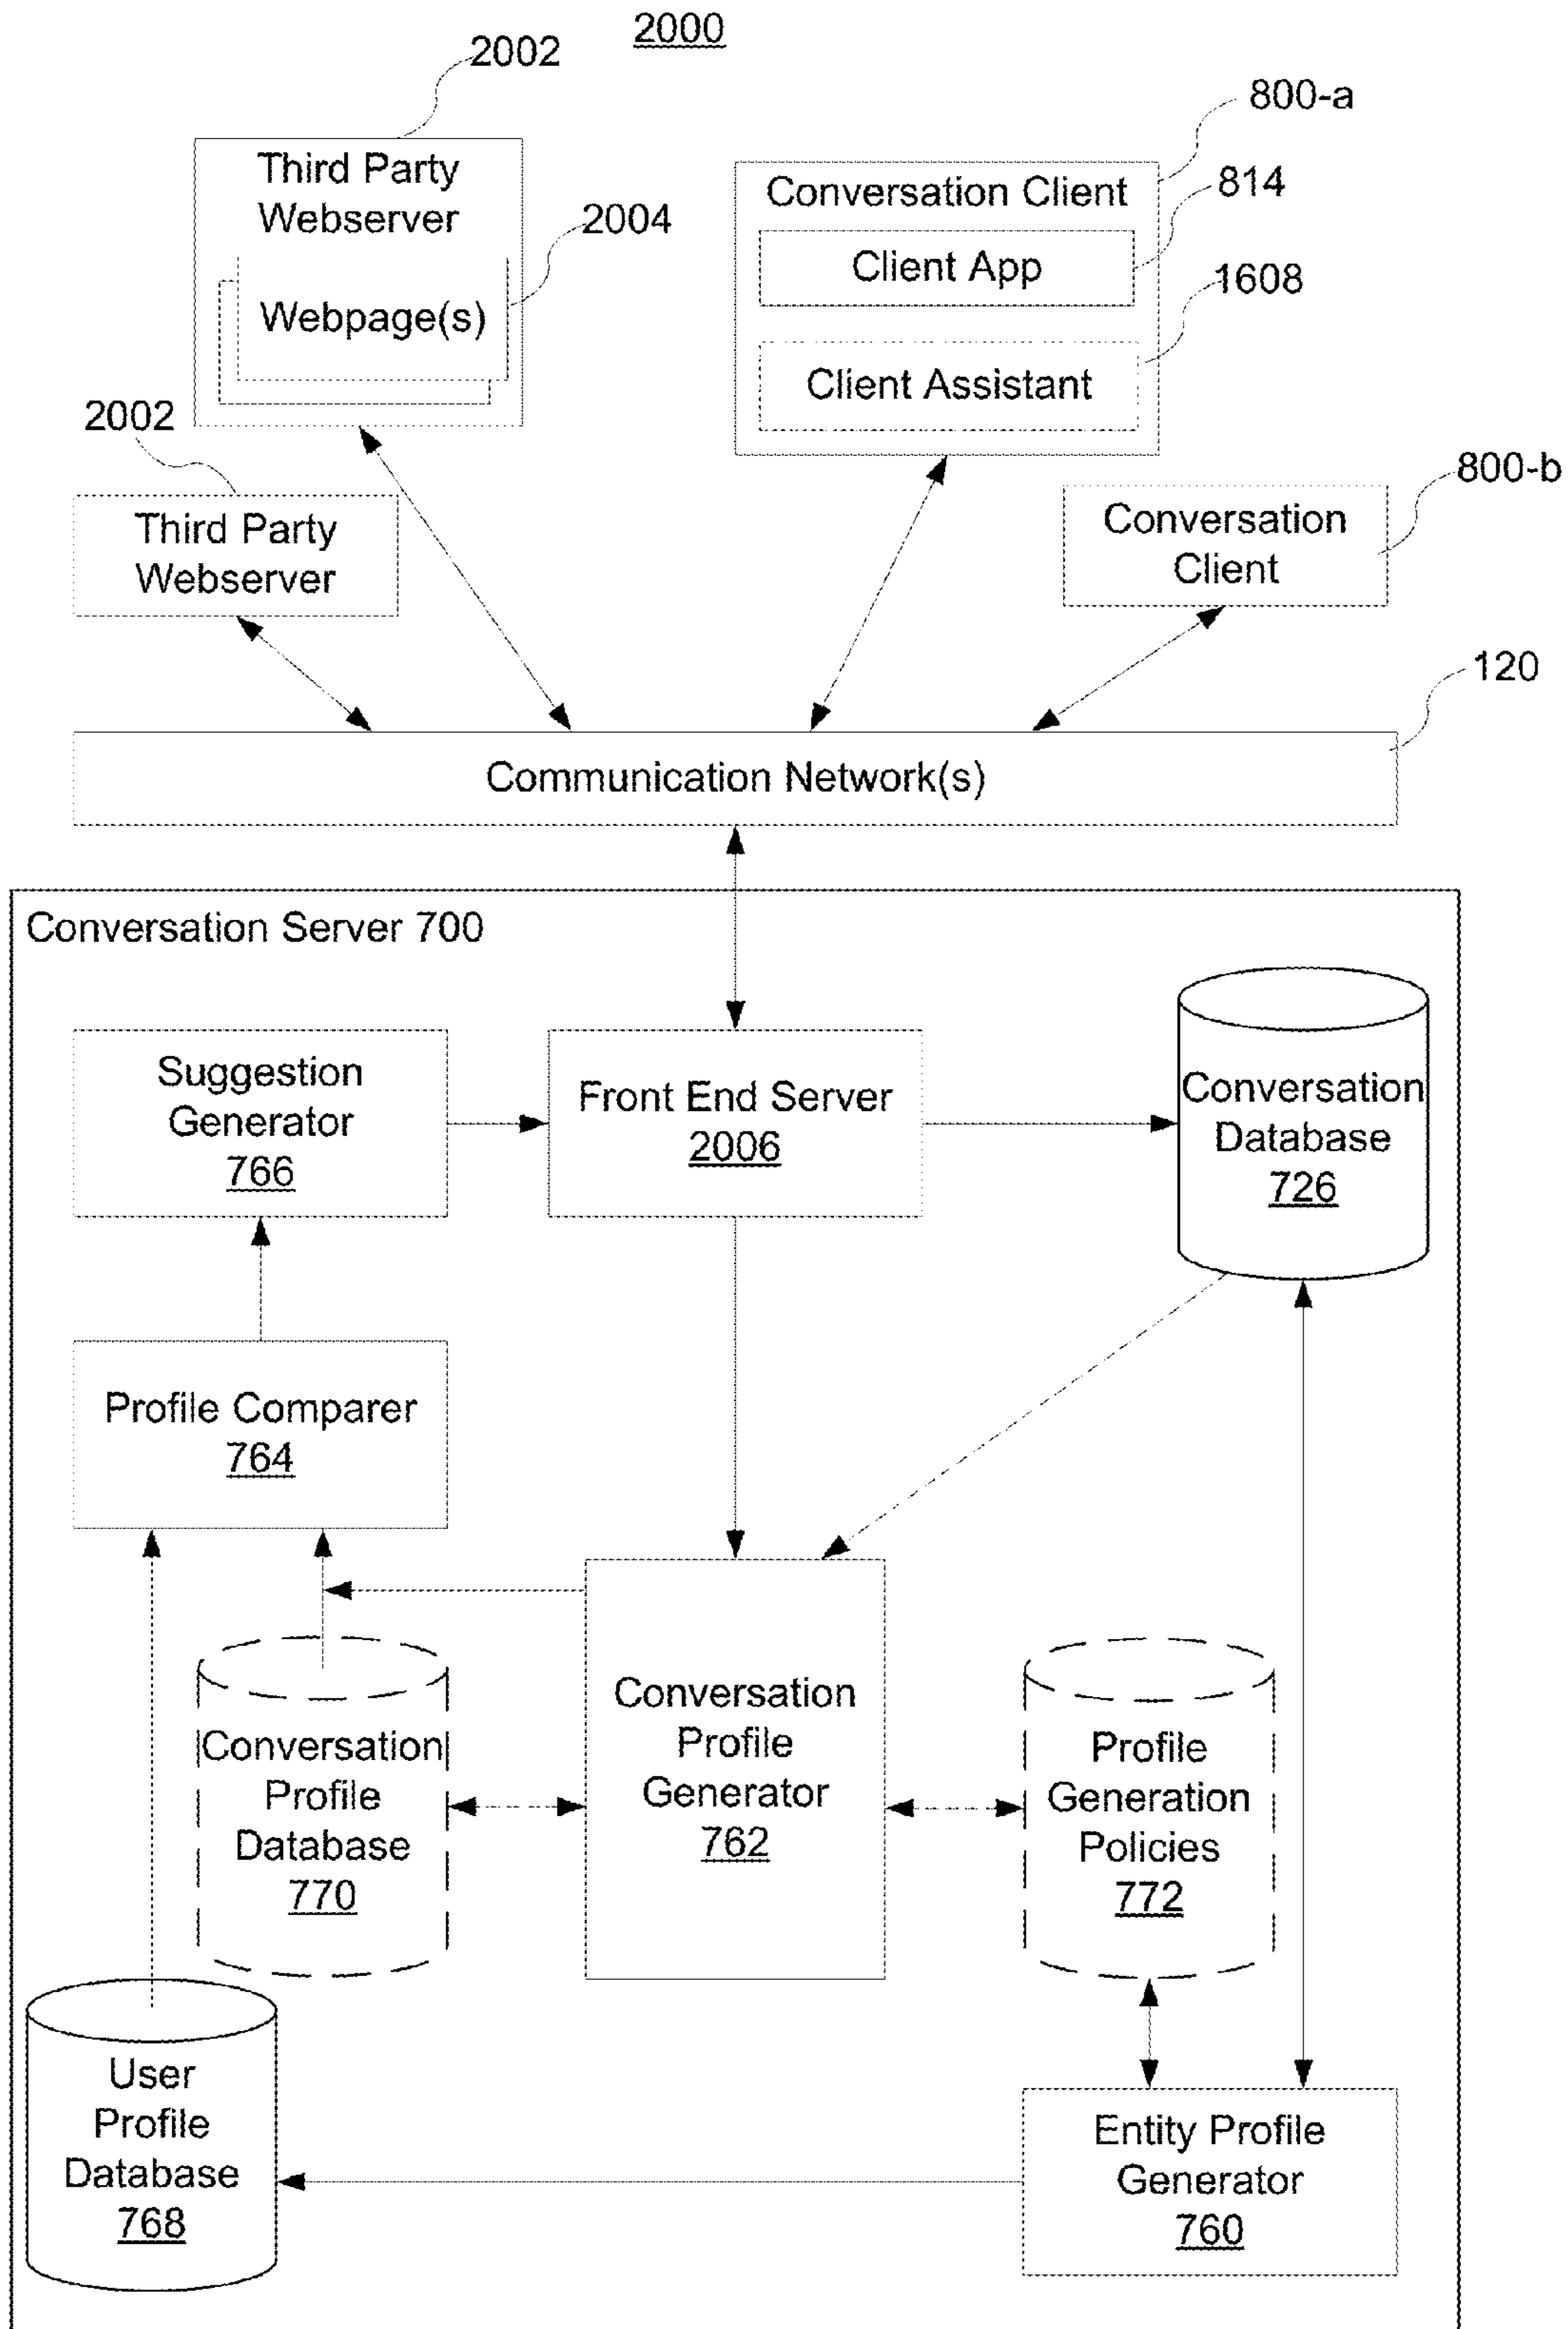 2000
2002
800-a
Third Party
Webserver
2004
Webpage(s)
Conversation Client
814
Client App
1608
Client Assistant
2002
Third Party
Webserver
800-b
Conversation
Client
120
Communication Network(s)
Conversation Server 700
Suggestion
Generator
766
Front End Server
2006
Conversation
Database
726
Profile Comparer
764
Conversation
Profile
Database
770
Conversation
Profile
Generator
762
Profile
Generation
Policies
772
User
Profile
Database
768
Entity Profile
Generator
760